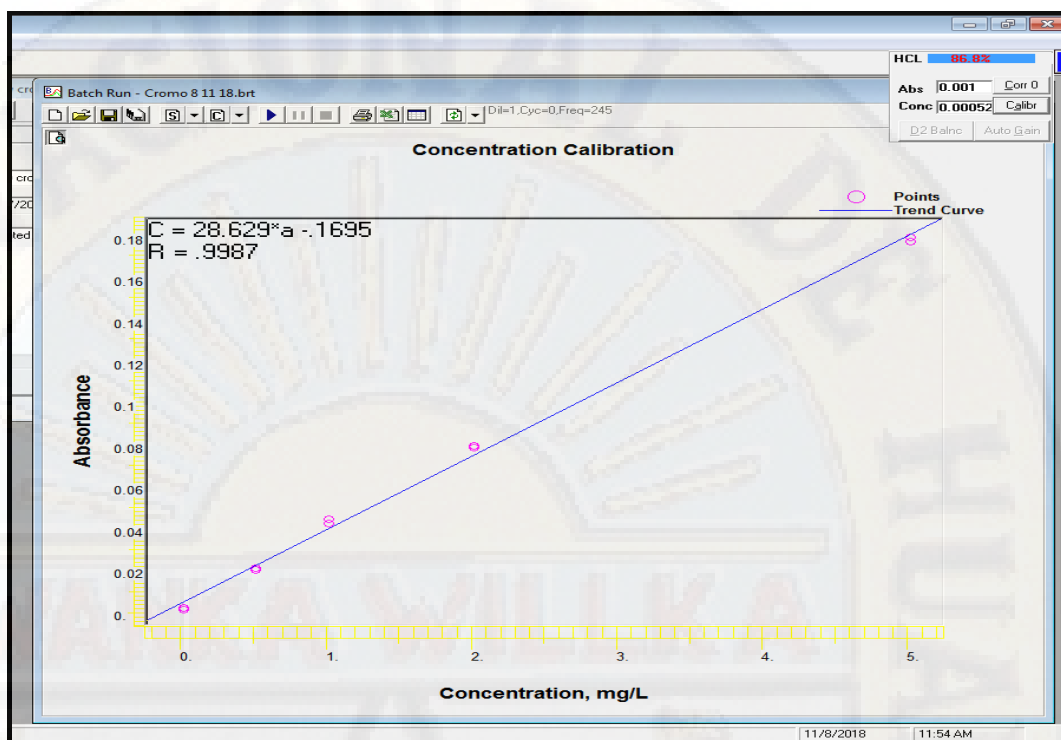 HCL 86.8%
Abs 0.001 Corr 0
Conc 0.00052 Calibr
D2 Balnc Auto Gain
Batch Run - Cromo 8 11 18.brt
S C Dil=1,Cyc=0,Freq=245
Concentration Calibration
Points
Trend Curve
C = 28.629*a -.1695
R = .9987
0.18
0.16
0.14
0.12
0.1
0.08
0.06
0.04
0.02
0.
Absorbance
0. 1. 2. 3. 4. 5.
Concentration, mg/L
11/8/2018 11:54 AM